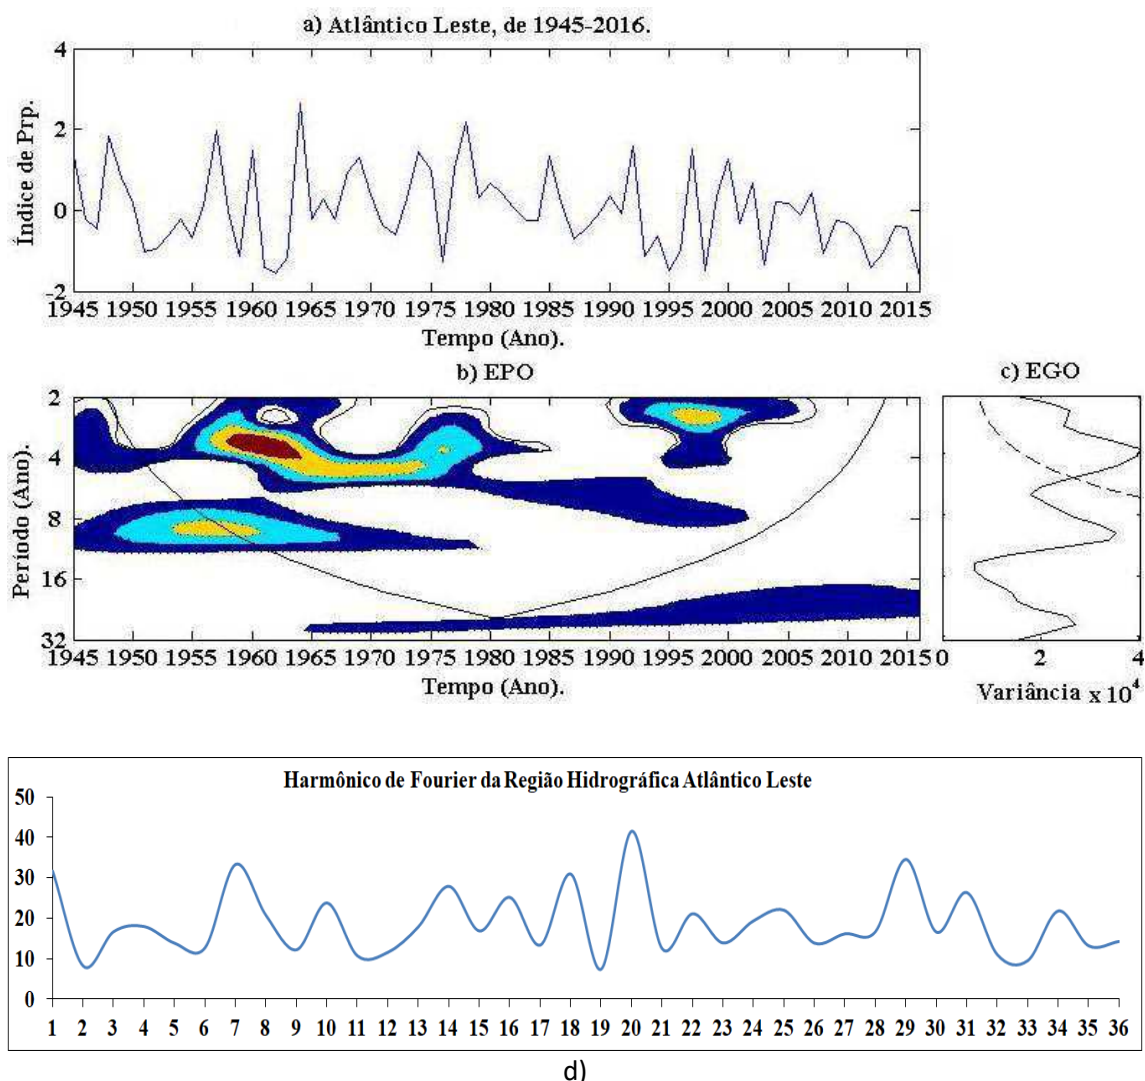 a) Atlântico Leste, de 1945-2016.
Índice de Prp.
4
2
0
-2
1945 1950 1955 1960 1965 1970 1975 1980 1985 1990 1995 2000 2005 2010 2015
Tempo (Ano).
b) EPO
c) EGO
Período (Ano).
2
4
8
16
32
1945 1950 1955 1960 1965 1970 1975 1980 1985 1990 1995 2000 2005 2010 2015
0 2 4
Tempo (Ano).
Variância x 10⁴
Harmônico de Fourier da Região Hidrográfica Atlântico Leste
50
40
30
20
10
0
1 2 3 4 5 6 7 8 9 10 11 12 13 14 15 16 17 18 19 20 21 22 23 24 25 26 27 28 29 30 31 32 33 34 35 36
d)